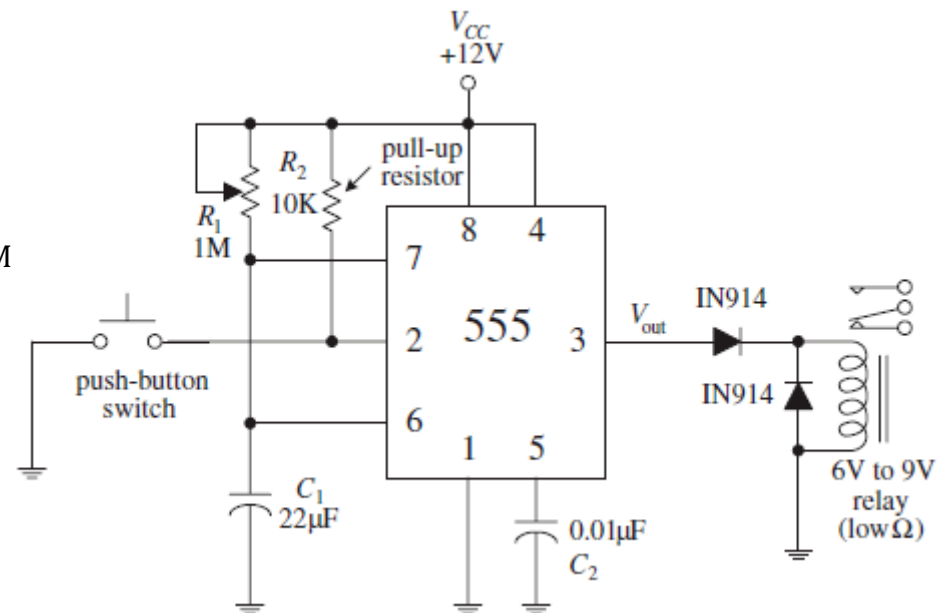 V_CC
+12V
R_2
10K
pull-up
resistor
R_1
1M
M
8
4
7
IN914
V_out
2
555
3
push-button
switch
IN914
6
1
5
6V to 9V
relay
(low Ω)
C_1
22μF
0.01μF
C_2